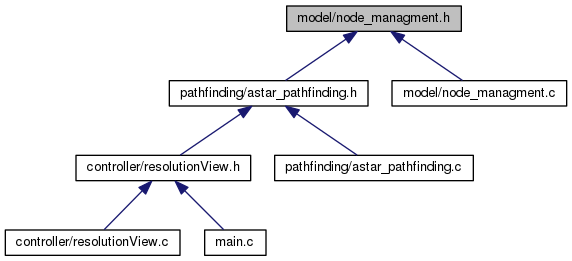 model/node_managment.h
pathfinding/astar_pathfinding.h
model/node_managment.c
controller/resolutionView.h
pathfinding/astar_pathfinding.c
controller/resolutionView.c
main.c